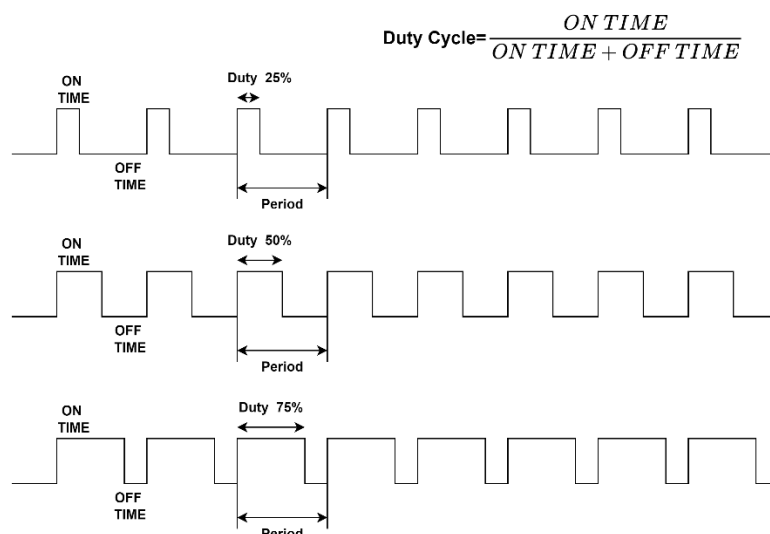 Duty Cycle= ON TIME
ON TIME + OFF TIME
ON
TIME
Duty 25%
OFF
TIME
Period
ON
TIME
Duty 50%
OFF
TIME
Period
ON
TIME
Duty 75%
OFF
TIME
Period